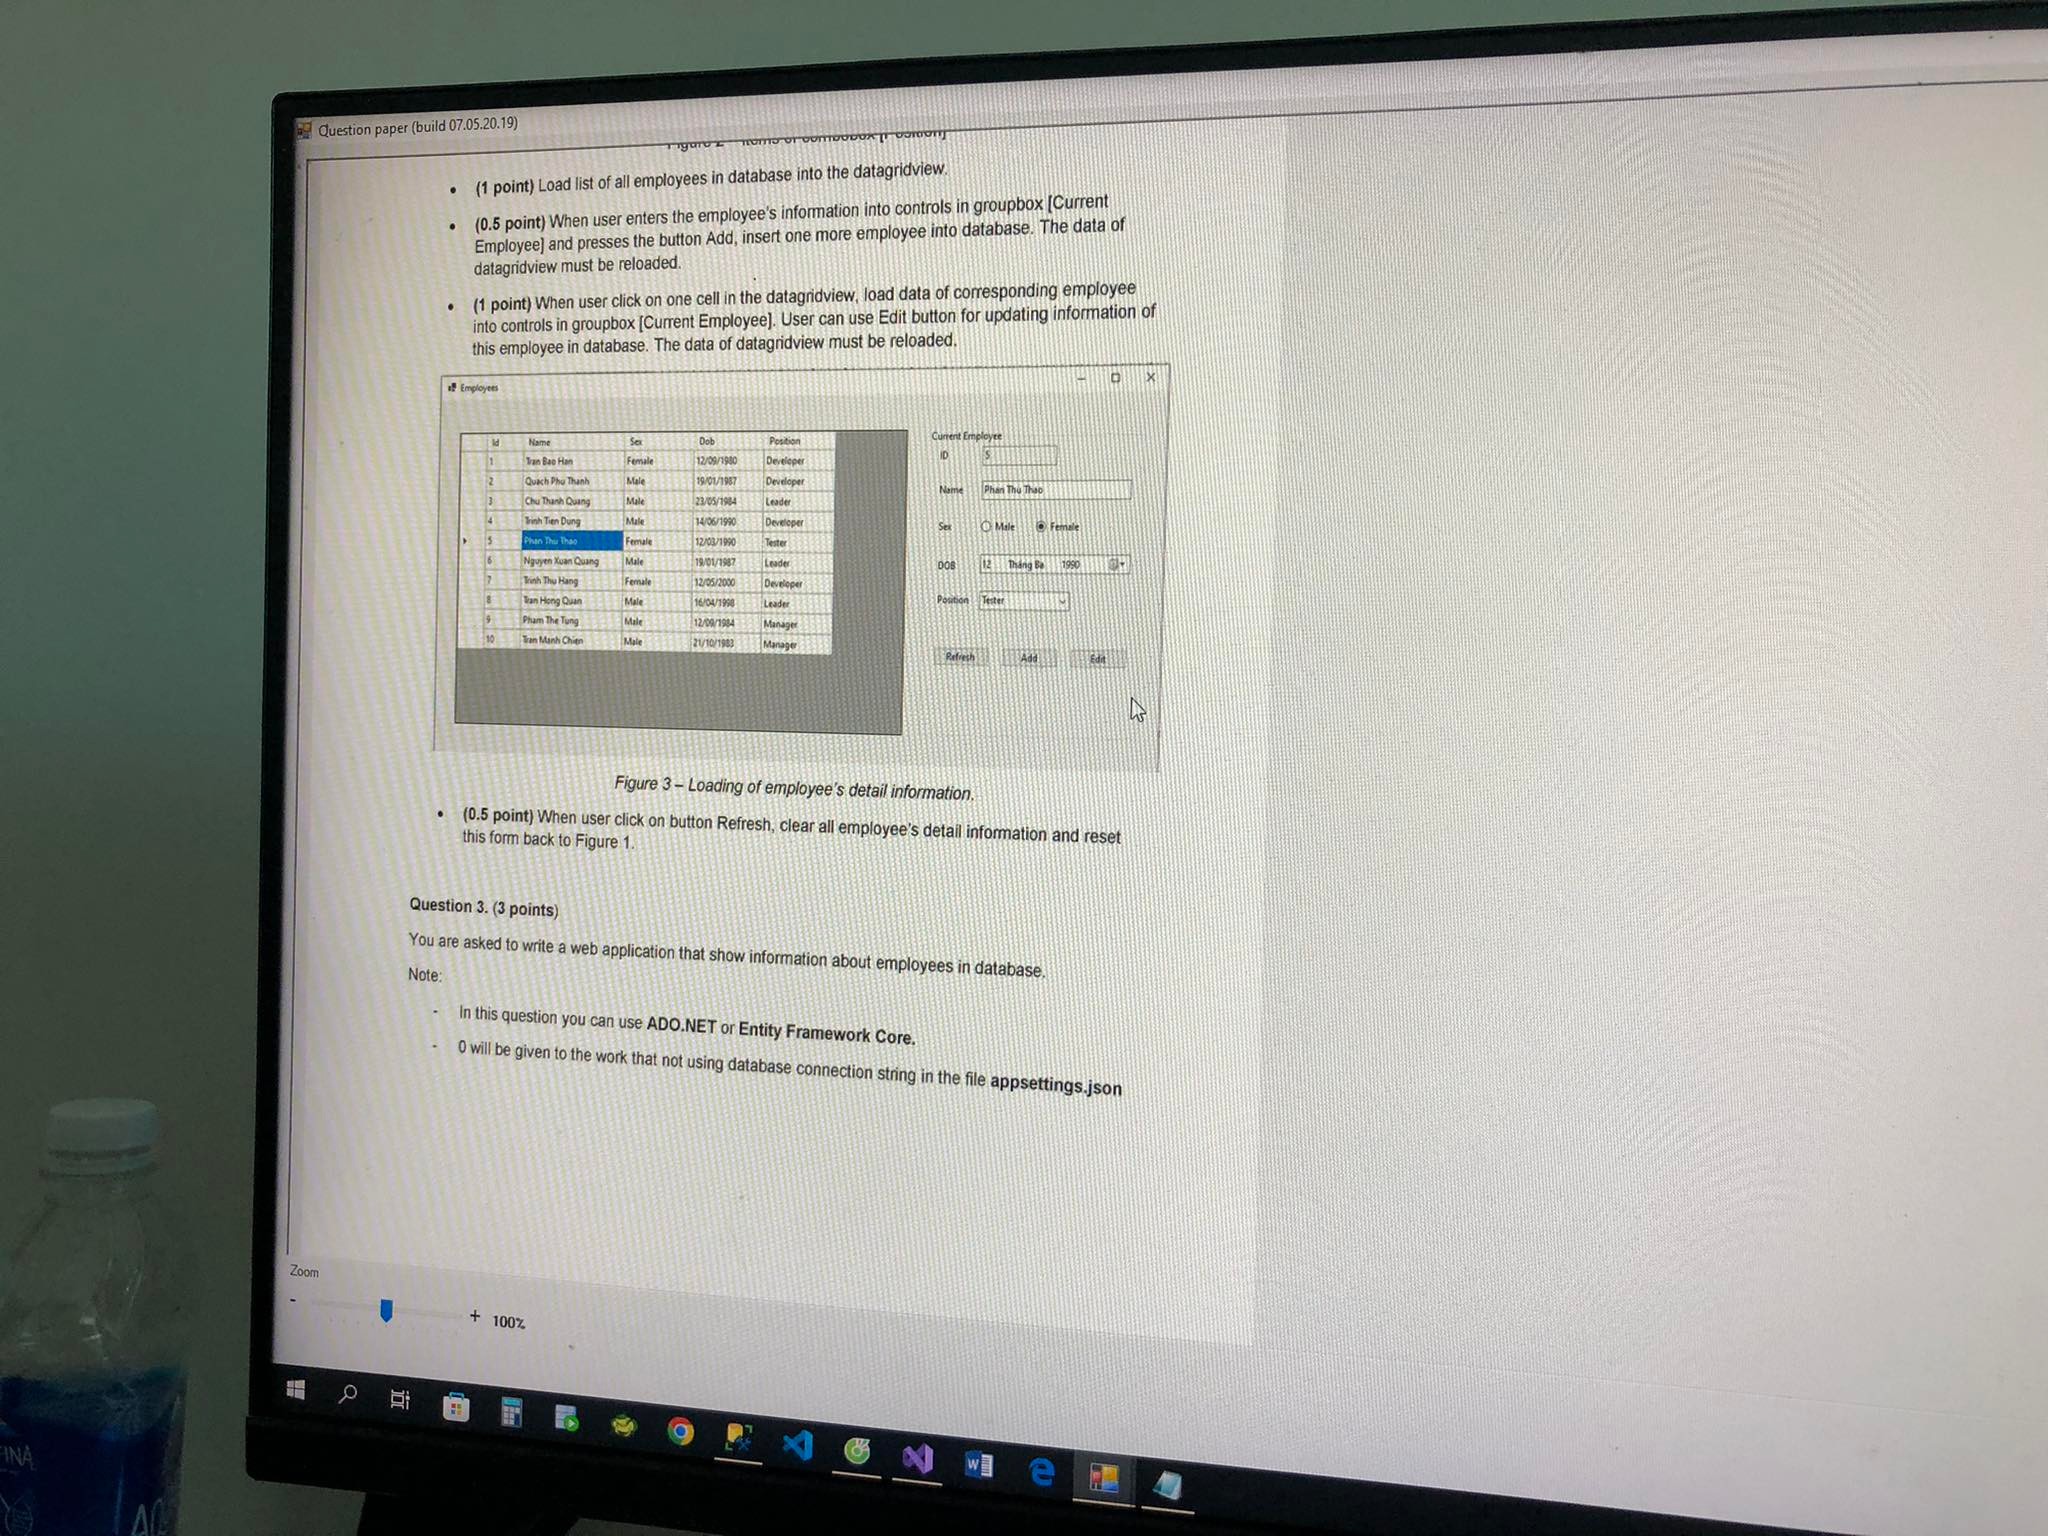 Question paper (build 07.05.20.19)
Figure 2 – Items of combobox [Position]
• (1 point) Load list of all employees in database into the datagridview.
• (0.5 point) When user enters the employee's information into controls in groupbox [Current
Employee] and presses the button Add, insert one more employee into database. The data of
datagridview must be reloaded.
• (1 point) When user click on one cell in the datagridview, load data of corresponding employee
into controls in groupbox [Current Employee]. User can use Edit button for updating information of
this employee in database. The data of datagridview must be reloaded.
Employees
Id Name Sex Dob Position
1 Tran Bao Han Female 12/09/1980 Developer
2 Quach Phu Thanh Male 19/01/1987 Developer
3 Chu Thanh Quang Male 23/05/1984 Leader
4 Trinh Tien Dung Male 14/06/1990 Developer
5 Phan Thu Thao Female 12/03/1990 Tester
6 Nguyen Xuan Quang Male 19/01/1987 Leader
7 Trinh Thu Hang Female 12/05/2000 Developer
8 Tran Hong Quan Male 16/04/1998 Leader
9 Pham The Tung Male 12/09/1984 Manager
10 Tran Manh Chien Male 21/10/1983 Manager
Current Employee
ID 5
Name Phan Thu Thao
Sex Male Female
DOB 12 Tháng Ba 1990
Position Tester
Refresh Add Edit
Figure 3 – Loading of employee's detail information.
• (0.5 point) When user click on button Refresh, clear all employee's detail information and reset
this form back to Figure 1.
Question 3. (3 points)
You are asked to write a web application that show information about employees in database.
Note:
- In this question you can use ADO.NET or Entity Framework Core.
- 0 will be given to the work that not using database connection string in the file appsettings.json
Zoom
- + 100%